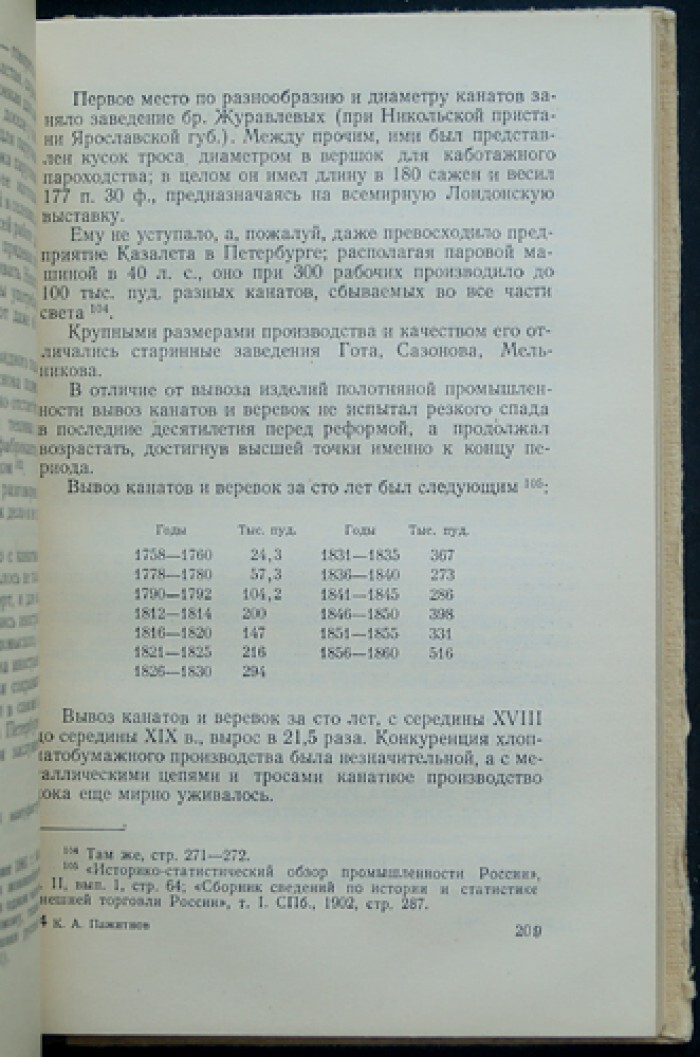 Первое место по разнообразию и диаметру канатов за-
няло заведение бр. Журавлевых (при Никольской приста-
ни Ярославской губ.). Между прочим, ими был представ-
лен кусок троса диаметром в вершок для каботажного
пароходства; в целом он имел длину в 180 сажен и весил
177 п. 30 ф., предназначаясь на всемирную Лондонскую
выставку.
Ему не уступало, а, пожалуй, даже превосходило пред-
приятие Казалета в Петербурге; располагая паровой ма-
шиной в 40 л. с., оно при 300 рабочих производило до
100 тыс. пуд. разных канатов, сбываемых во все части
света 104.
Крупными размерами производства и качеством его от-
личались старинные заведения Гота, Сазонова, Мель-
никова.
В отличие от вывоза изделий полотняной промышлен-
ности вывоз канатов и веревок не испытал резкого спада
в последние десятилетия перед реформой, а продолжал
возрастать, достигнув высшей точки именно к концу пе-
риода.
Вывоз канатов и веревок за сто лет был следующим 105:
Годы Тыс. пуд. Годы Тыс. пуд.
1758—1760 24,3 1831—1835 367
1778—1780 57,3 1836—1840 273
1790—1792 104,2 1841—1845 286
1812—1814 200 1846—1850 398
1816—1820 147 1851—1855 331
1821—1825 216 1856—1860 516
1826—1830 294
Вывоз канатов и веревок за сто лет, с середины XVIII
до середины XIX в., вырос в 21,5 раза. Конкуренция хлоп-
чатобумажного производства была незначительной, а с ме-
таллическими цепями и тросами канатное производство
пока еще мирно уживалось.
104 Там же, стр. 271—272.
105 «Историко-статистический обзор промышленности России»,
II, вып. I, стр. 64; «Сборник сведений по истории и статистике
внешней торговли России», т. I. СПб., 1902, стр. 287.
4 К. А. Пажитнов
209